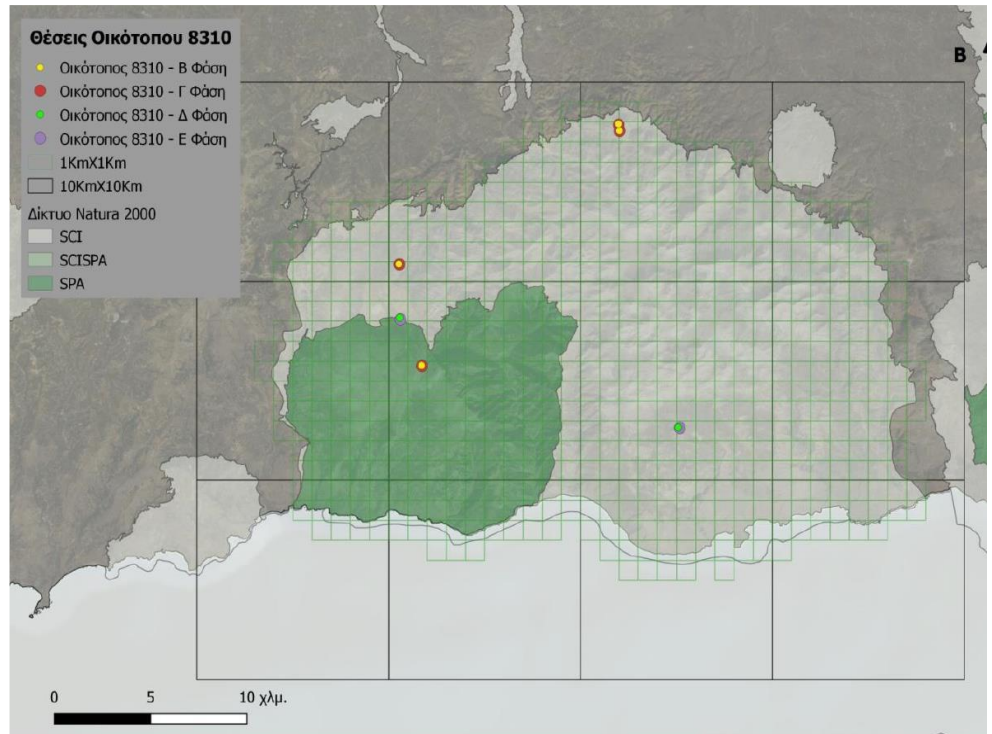 Θέσεις Οικότοπου 8310
Οικότοπος 8310 - Β Φάση
Οικότοπος 8310 - Γ Φάση
Οικότοπος 8310 - Δ Φάση
Οικότοπος 8310 - Ε Φάση
1KmX1Km
10KmX10Km
Δίκτυο Natura 2000
SCI
SCISPA
SPA
Β
0 5 10 χλμ.